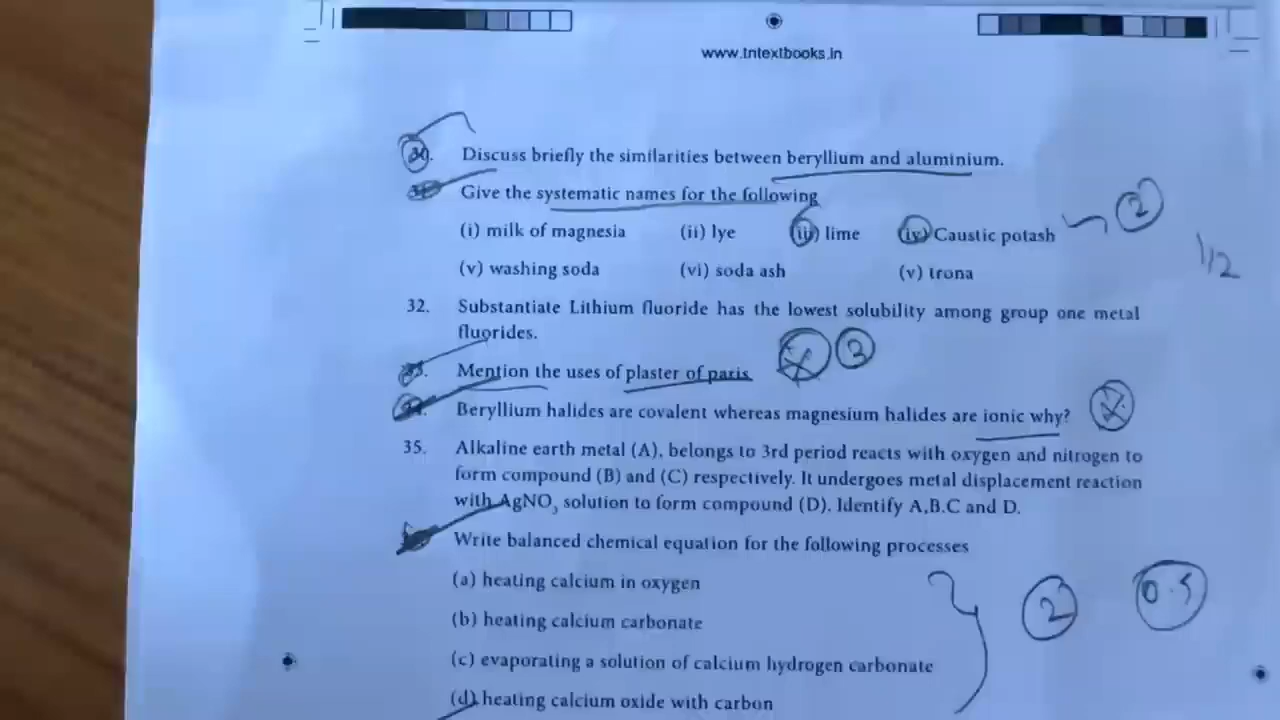 www.tntextbooks.in
30. Discuss briefly the similarities between beryllium and aluminium.
Give the systematic names for the following
(i) milk of magnesia (ii) lye (iii) lime (iv) Caustic potash 2
1/2
(v) washing soda (vi) soda ash (v) trona
32. Substantiate Lithium fluoride has the lowest solubility among group one metal
fluorides.
33. Mention the uses of plaster of paris 3
Beryllium halides are covalent whereas magnesium halides are ionic why?
35. Alkaline earth metal (A), belongs to 3rd period reacts with oxygen and nitrogen to
form compound (B) and (C) respectively. It undergoes metal displacement reaction
with AgNO3 solution to form compound (D). Identify A,B.C and D.
Write balanced chemical equation for the following processes
(a) heating calcium in oxygen
2 0.5
(b) heating calcium carbonate
(c) evaporating a solution of calcium hydrogen carbonate
(d) heating calcium oxide with carbon